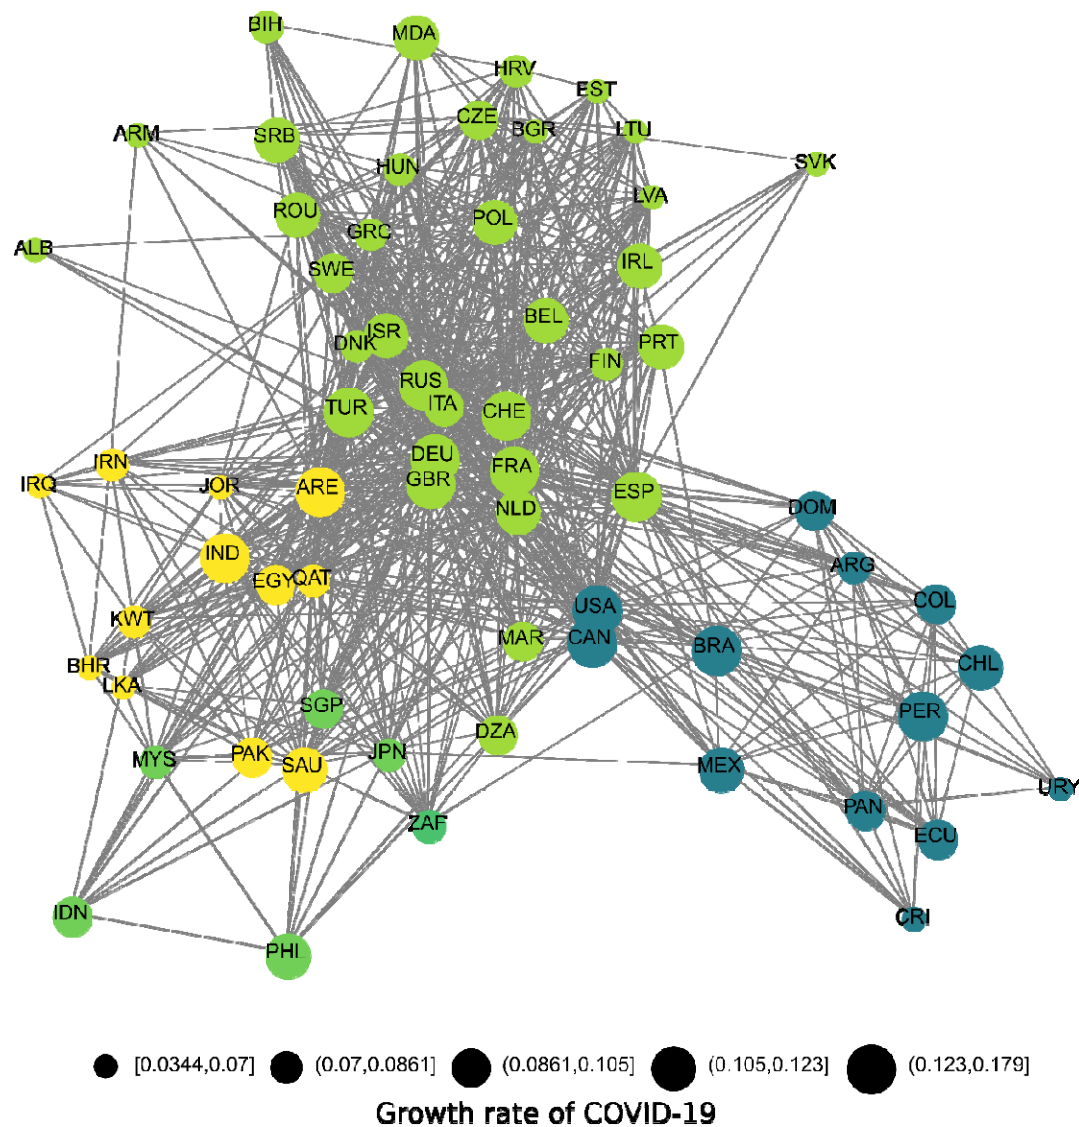 BIH
MDA
HRV
EST
CZE
BGR
LTU
ARM
SRB
HUN
SVK
LVA
ROU
POL
GRC
ALB
SWE
IRL
BEL
ISR
DNK
PRT
FIN
RUS
ITA
TUR
CHE
DEU
FRA
GBR
IRN
IRQ
JOR
ARE
ESP
NLD
DOM
IND
ARG
EGY
QAT
COL
USA
KWT
CAN
MAR
BRA
BHR
CHL
LKA
SGP
PER
DZA
PAK
JPN
MYS
SAU
MEX
URY
PAN
ZAF
ECU
IDN
CRI
PHL
[0.0344,0.07] (0.07,0.0861] (0.0861,0.105] (0.105,0.123] (0.123,0.179]
Growth rate of COVID-19